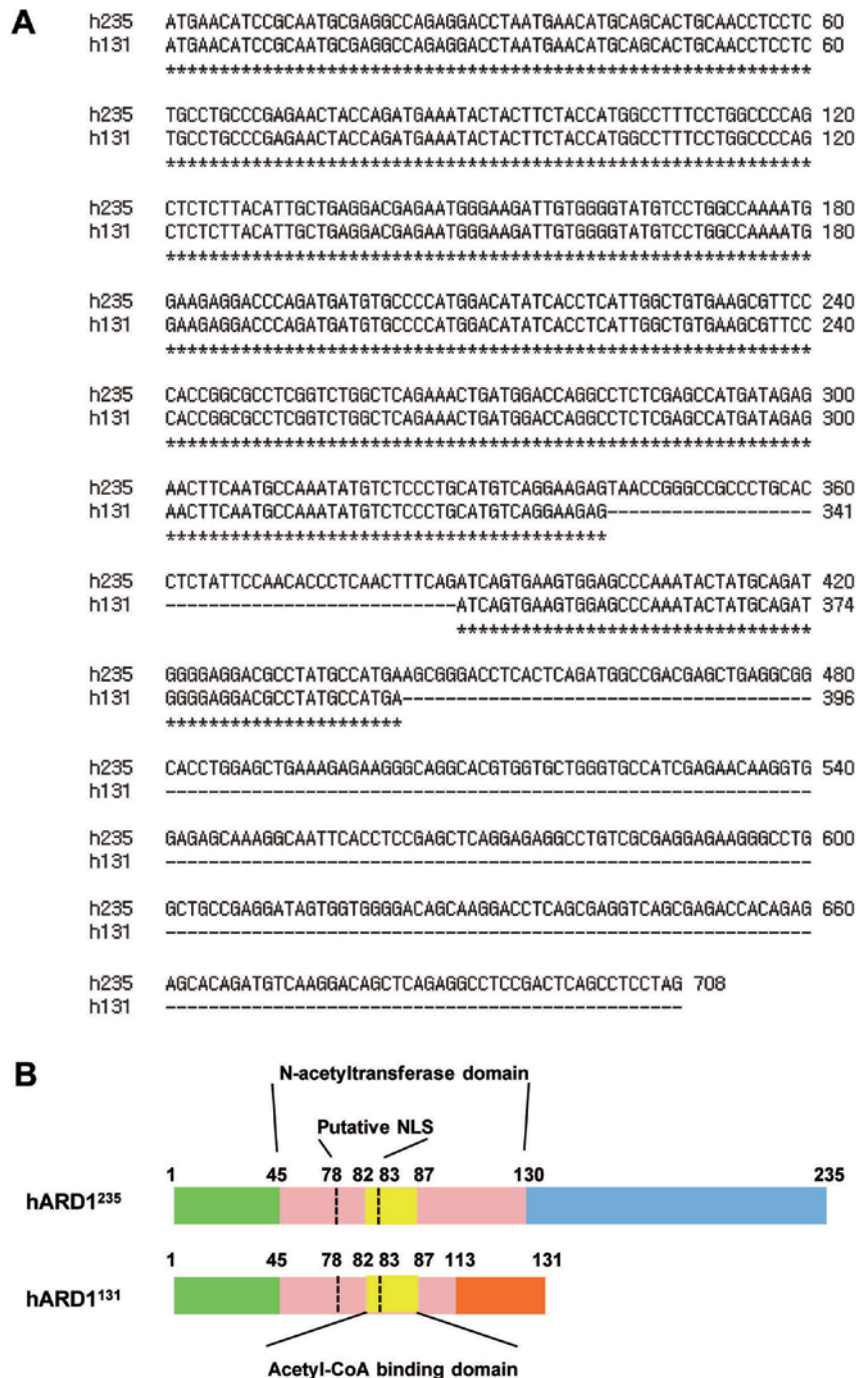 A
h235 ATGAACATCCGCAATGCGAGGCCAGAGGACCTAATGAACATGCAGCACTGCAACCTCCTC 60
h131 ATGAACATCCGCAATGCGAGGCCAGAGGACCTAATGAACATGCAGCACTGCAACCTCCTC 60
************************************************************
h235 TGCCTGCCCGAGAACTACCAGATGAAATACTACTTCTACCATGGCCTTTCCTGGCCCCAG 120
h131 TGCCTGCCCGAGAACTACCAGATGAAATACTACTTCTACCATGGCCTTTCCTGGCCCCAG 120
************************************************************
h235 CTCTCTTACATTGCTGAGGACGAGAATGGGAAGATTGTGGGGTATGTCCTGGCCAAAATG 180
h131 CTCTCTTACATTGCTGAGGACGAGAATGGGAAGATTGTGGGGTATGTCCTGGCCAAAATG 180
************************************************************
h235 GAAGAGGACCCAGATGATGTGCCCCATGGACATATCACCTCATTGGCTGTGAAGCGTTCC 240
h131 GAAGAGGACCCAGATGATGTGCCCCATGGACATATCACCTCATTGGCTGTGAAGCGTTCC 240
************************************************************
h235 CACCGGCGCCTCGGTCTGGCTCAGAAACTGATGGACCAGGCCTCTCGAGCCATGATAGAG 300
h131 CACCGGCGCCTCGGTCTGGCTCAGAAACTGATGGACCAGGCCTCTCGAGCCATGATAGAG 300
************************************************************
h235 AACTTCAATGCCAAATATGTCTCCCTGCATGTCAGGAAGAGTAACCGGGCCGCCCTGCAC 360
h131 AACTTCAATGCCAAATATGTCTCCCTGCATGTCAGGAAGAG------------------- 341
*****************************************
h235 CTCTATTCCAACACCCTCAACTTTCAGATCAGTGAAGTGGAGCCCAAATACTATGCAGAT 420
h131 ---------------------------ATCAGTGAAGTGGAGCCCAAATACTATGCAGAT 374
*********************************
h235 GGGGAGGACGCCTATGCCATGAAGCGGGACCTCACTCAGATGGCCGACGAGCTGAGGCGG 480
h131 GGGGAGGACGCCTATGCCATGA-------------------------------------- 396
**********************
h235 CACCTGGAGCTGAAAGAGAAGGGCAGGCACGTGGTGCTGGGTGCCATCGAGAACAAGGTG 540
h131 ------------------------------------------------------------
h235 GAGAGCAAAGGCAATTCACCTCCGAGCTCAGGAGAGGCCTGTCGCGAGGAGAAGGGCCTG 600
h131 ------------------------------------------------------------
h235 GCTGCCGAGGATAGTGGTGGGGACAGCAAGGACCTCAGCGAGGTCAGCGAGACCACAGAG 660
h131 ------------------------------------------------------------
h235 AGCACAGATGTCAAGGACAGCTCAGAGGCCTCCGACTCAGCCTCCTAG 708
h131 ------------------------------------------------
B
N-acetyltransferase domain
Putative NLS
1 45 78 82 83 87 130 235
hARD1²³⁵
1 45 78 82 83 87 113 131
hARD1¹³¹
Acetyl-CoA binding domain